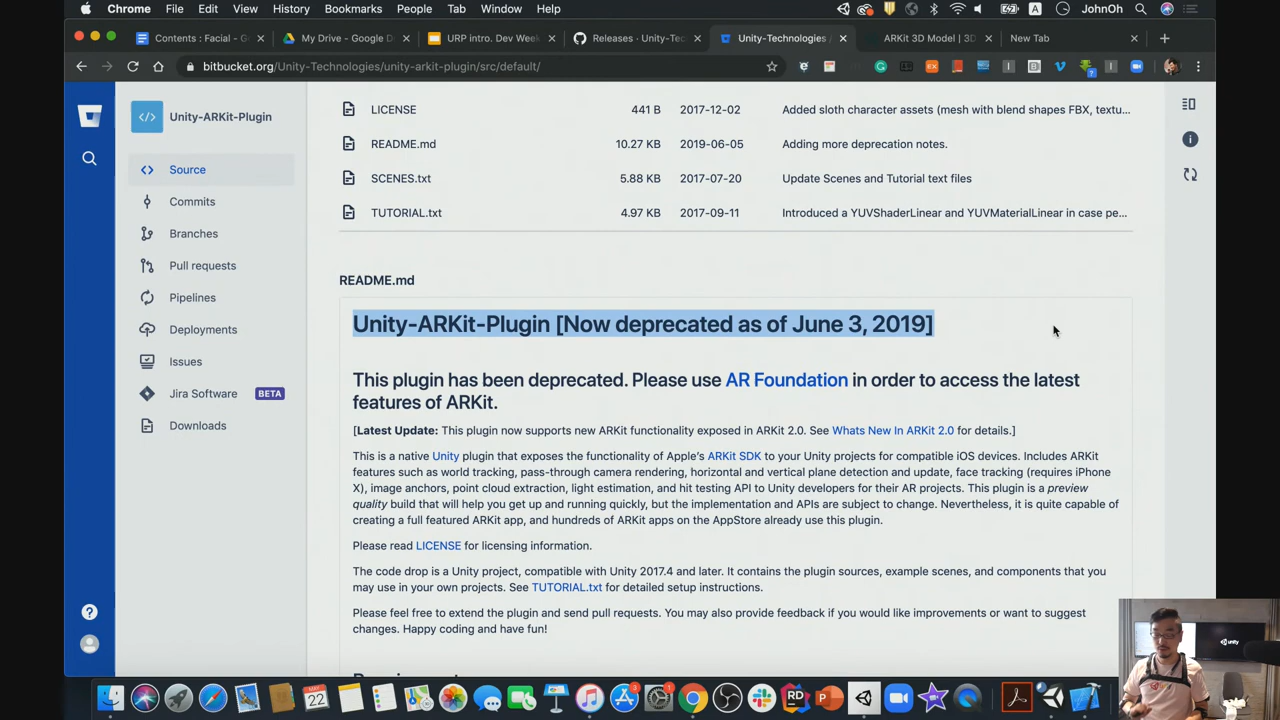 Chrome File Edit View History Bookmarks People Tab Window Help A JohnOh
Contents : Facial - G
My Drive - Google D
URP intro. Dev Week
Releases · Unity-Tec
Unity-Technologies /
ARKit 3D Model | 3D
New Tab
bitbucket.org/Unity-Technologies/unity-arkit-plugin/src/default/
Unity-ARKit-Plugin
Source
Commits
Branches
Pull requests
Pipelines
Deployments
Issues
Jira Software BETA
Downloads
LICENSE 441 B 2017-12-02 Added sloth character assets (mesh with blend shapes FBX, textu...
README.md 10.27 KB 2019-06-05 Adding more deprecation notes.
SCENES.txt 5.88 KB 2017-07-20 Update Scenes and Tutorial text files
TUTORIAL.txt 4.97 KB 2017-09-11 Introduced a YUVShaderLinear and YUVMaterialLinear in case pe...
README.md
Unity-ARKit-Plugin [Now deprecated as of June 3, 2019]
This plugin has been deprecated. Please use AR Foundation in order to access the latest
features of ARKit.
[Latest Update: This plugin now supports new ARKit functionality exposed in ARKit 2.0. See Whats New In ARKit 2.0 for details.]
This is a native Unity plugin that exposes the functionality of Apple's ARKit SDK to your Unity projects for compatible iOS devices. Includes ARKit
features such as world tracking, pass-through camera rendering, horizontal and vertical plane detection and update, face tracking (requires iPhone
X), image anchors, point cloud extraction, light estimation, and hit testing API to Unity developers for their AR projects. This plugin is a preview
quality build that will help you get up and running quickly, but the implementation and APIs are subject to change. Nevertheless, it is quite capable of
creating a full featured ARKit app, and hundreds of ARKit apps on the AppStore already use this plugin.
Please read LICENSE for licensing information.
The code drop is a Unity project, compatible with Unity 2017.4 and later. It contains the plugin sources, example scenes, and components that you
may use in your own projects. See TUTORIAL.txt for detailed setup instructions.
Please feel free to extend the plugin and send pull requests. You may also provide feedback if you would like improvements or want to suggest
changes. Happy coding and have fun!
unity
MAY
22
3
1
RD